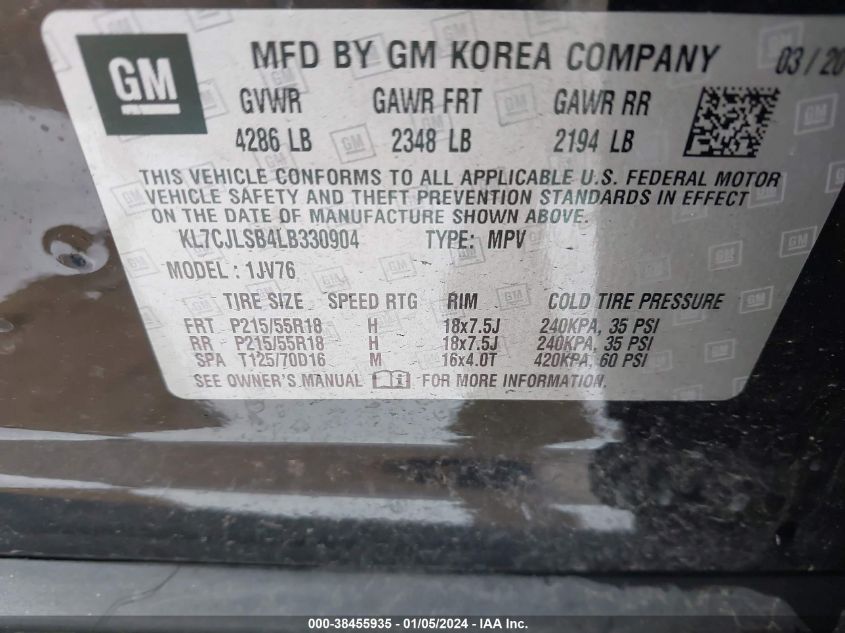 GM
MFD BY GM KOREA COMPANY 03/20
GVWR GAWR FRT GAWR RR
4286 LB 2348 LB 2194 LB
THIS VEHICLE CONFORMS TO ALL APPLICABLE U.S. FEDERAL MOTOR
VEHICLE SAFETY AND THEFT PREVENTION STANDARDS IN EFFECT
ON THE DATE OF MANUFACTURE SHOWN ABOVE.
KL7CJLSB4LB330904 TYPE: MPV
MODEL : 1JV76
TIRE SIZE SPEED RTG RIM COLD TIRE PRESSURE
FRT P215/55R18 H 18x7.5J 240KPA, 35 PSI
RR P215/55R18 H 18x7.5J 240KPA, 35 PSI
SPA T125/70D16 M 16x4.0T 420KPA, 60 PSI
SEE OWNER'S MANUAL FOR MORE INFORMATION.
000-38455935 - 01/05/2024 - © IAA Inc.